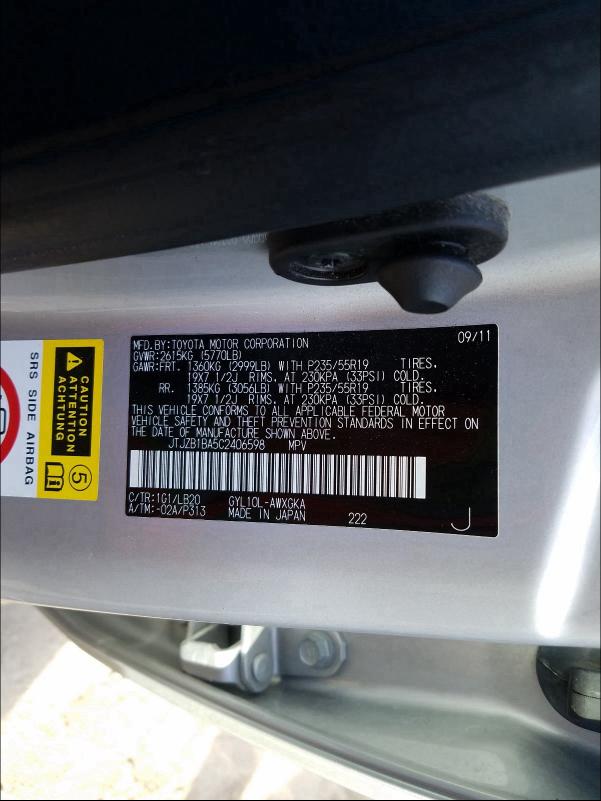 MFD.BY:TOYOTA MOTOR CORPORATION 09/11
GVWR:2615KG (5770LB)
GAWR:FRT. 1360KG (2999LB) WITH P235/55R19 TIRES.
19X7 1/2J RIMS. AT 230KPA (33PSI) COLD.
RR. 1385KG (3056LB) WITH P235/55R19 TIRES.
19X7 1/2J RIMS. AT 230KPA (33PSI) COLD.
THIS VEHICLE CONFORMS TO ALL APPLICABLE FEDERAL MOTOR
VEHICLE SAFETY AND THEFT PREVENTION STANDARDS IN EFFECT ON
THE DATE OF MANUFACTURE SHOWN ABOVE.
JTJZB1BA5C2406598 MPV
C/TR:1G1/LB20 GYL10L-AWXGKA
A/TM:-02A/P313 MADE IN JAPAN 222 J
CAUTION
ATTENTION
ACHTUNG
5
SRS SIDE AIRBAG